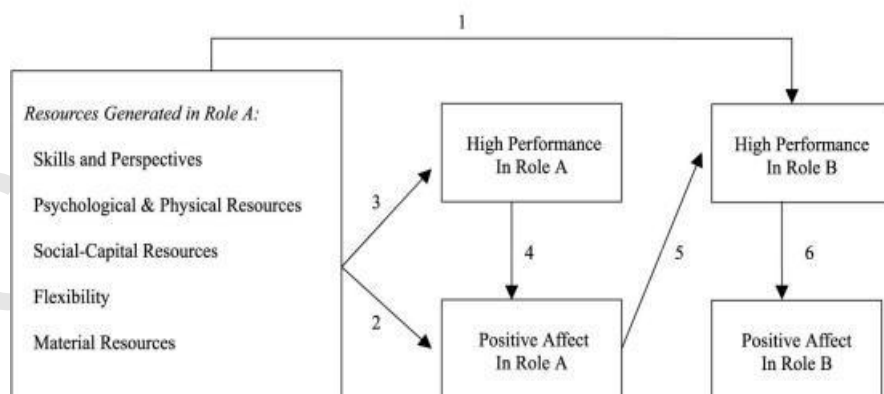 1
Resources Generated in Role A:
Skills and Perspectives
Psychological & Physical Resources
Social-Capital Resources
Flexibility
Material Resources
3
2
High Performance
In Role A
4
Positive Affect
In Role A
5
High Performance
In Role B
6
Positive Affect
In Role B